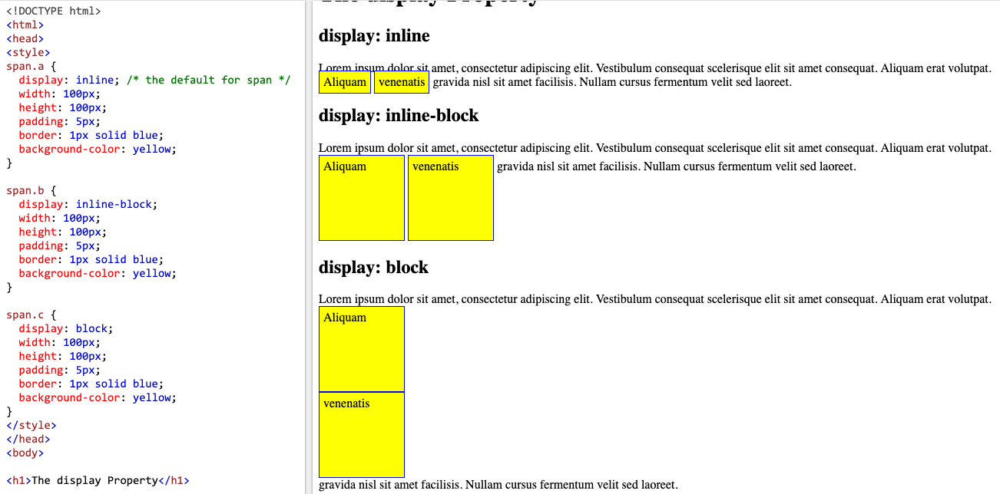 <!DOCTYPE html>
<html>
<head>
<style>
span.a {
  display: inline; /* the default for span */
  width: 100px;
  height: 100px;
  padding: 5px;
  border: 1px solid blue;
  background-color: yellow;
}

span.b {
  display: inline-block;
  width: 100px;
  height: 100px;
  padding: 5px;
  border: 1px solid blue;
  background-color: yellow;
}

span.c {
  display: block;
  width: 100px;
  height: 100px;
  padding: 5px;
  border: 1px solid blue;
  background-color: yellow;
}
</style>
</head>
<body>

<h1>The display Property</h1>
The display Property
display: inline
Lorem ipsum dolor sit amet, consectetur adipiscing elit. Vestibulum consequat scelerisque elit sit amet consequat. Aliquam erat volutpat.
Aliquam venenatis gravida nisl sit amet facilisis. Nullam cursus fermentum velit sed laoreet.
display: inline-block
Lorem ipsum dolor sit amet, consectetur adipiscing elit. Vestibulum consequat scelerisque elit sit amet consequat. Aliquam erat volutpat.
Aliquam venenatis gravida nisl sit amet facilisis. Nullam cursus fermentum velit sed laoreet.
display: block
Lorem ipsum dolor sit amet, consectetur adipiscing elit. Vestibulum consequat scelerisque elit sit amet consequat. Aliquam erat volutpat.
Aliquam
venenatis
gravida nisl sit amet facilisis. Nullam cursus fermentum velit sed laoreet.